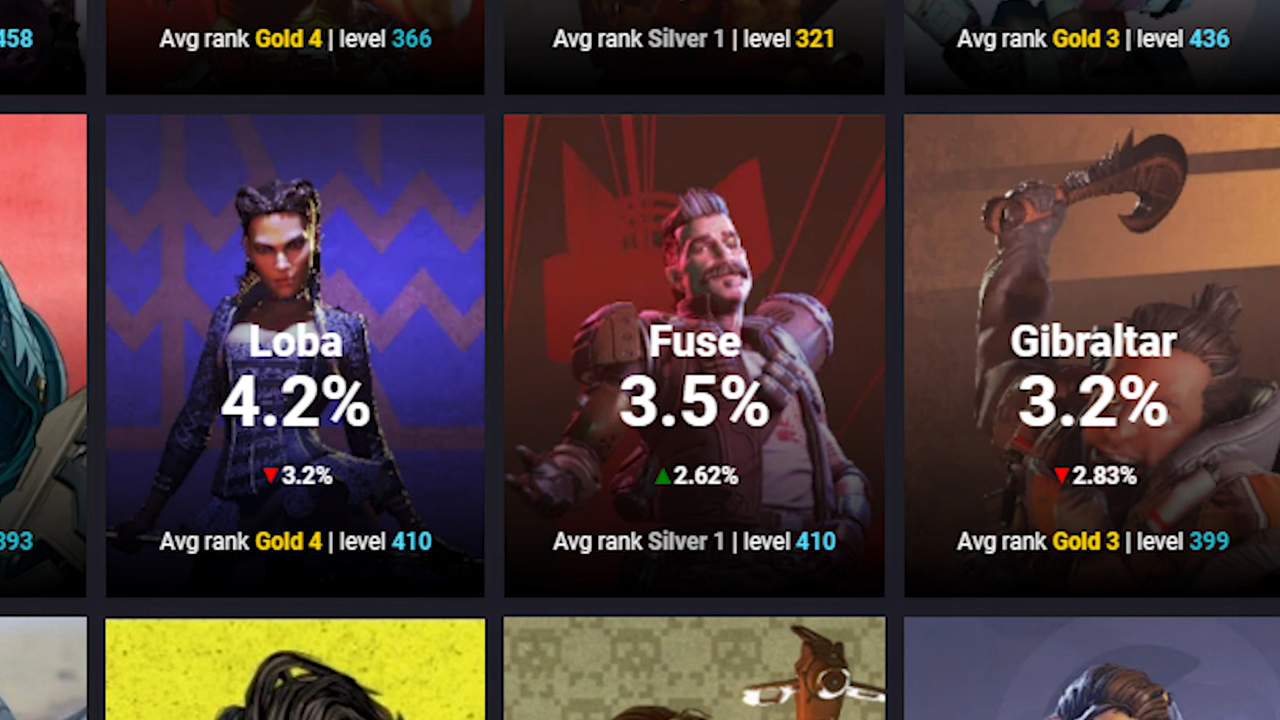 458
Avg rank Gold 4 | level 366
Avg rank Silver 1 | level 321
Avg rank Gold 3 | level 436
Loba
4.2%
▼3.2%
Avg rank Gold 4 | level 410
Fuse
3.5%
▲2.62%
Avg rank Silver 1 | level 410
Gibraltar
3.2%
▼2.83%
Avg rank Gold 3 | level 399
393